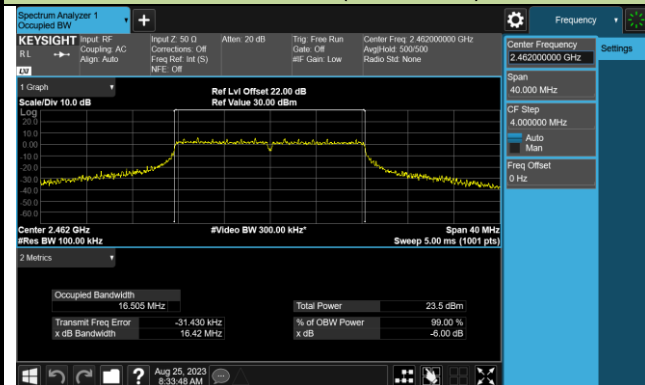 Spectrum Analyzer 1
Occupied BW
+
Frequency
KEYSIGHT
R L
LXI
Input: RF
Coupling: AC
Align: Auto
Input Z: 50 Ω
Corrections: Off
Freq Ref: Int (S)
NFE: Off
Atten: 20 dB
Trig: Free Run
Gate: Off
#IF Gain: Low
Center Freq: 2.462000000 GHz
Avg|Hold: 500/500
Radio Std: None
Center Frequency
2.462000000 GHz
Settings
Span
40.000 MHz
CF Step
4.000000 MHz
Auto
Man
Freq Offset
0 Hz
1 Graph
Scale/Div 10.0 dB
Ref Lvl Offset 22.00 dB
Ref Value 30.00 dBm
Log
20.0
10.0
0.00
-10.0
-20.0
-30.0
-40.0
-50.0
-60.0
Center 2.462 GHz
#Video BW 300.00 kHz*
Span 40 MHz
#Res BW 100.00 kHz
Sweep 5.00 ms (1001 pts)
2 Metrics
Occupied Bandwidth
16.505 MHz
Total Power 23.5 dBm
Transmit Freq Error -31.430 kHz
% of OBW Power 99.00 %
x dB Bandwidth 16.42 MHz
x dB -6.00 dB
?
Aug 25, 2023
8:33:48 AM